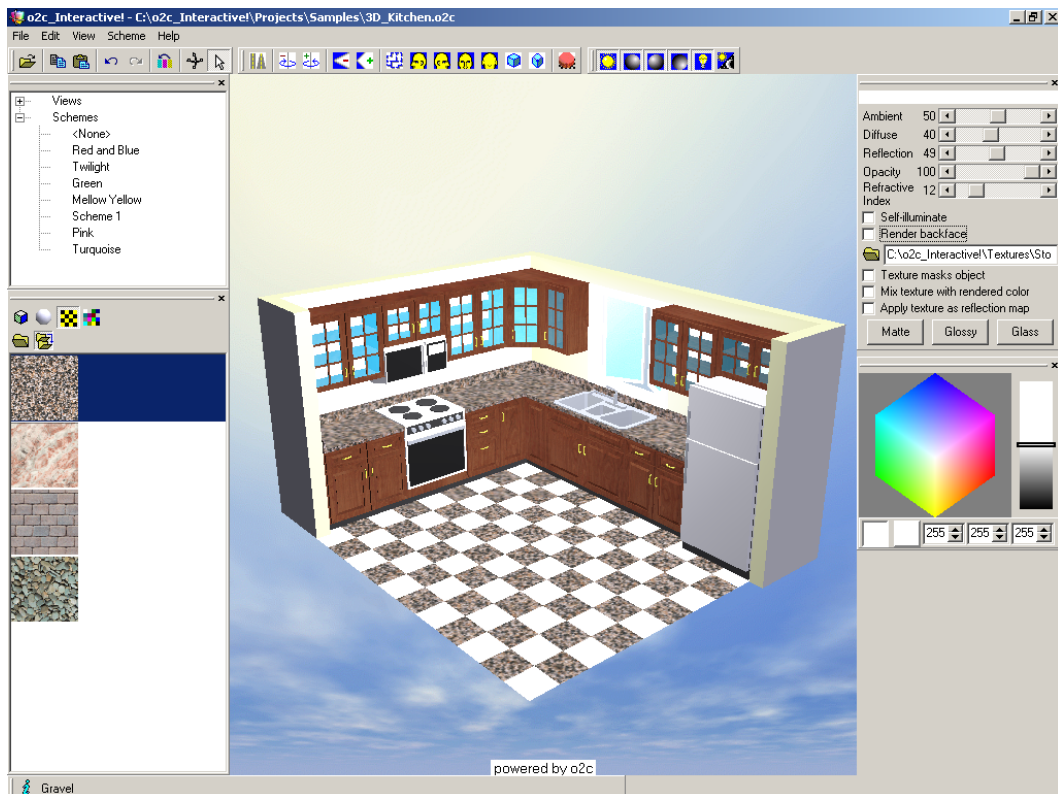 o2c_Interactive! - C:\o2c_Interactive!\Projects\Samples\3D_Kitchen.o2c
File Edit View Scheme Help
Views
Schemes
<None>
Red and Blue
Twilight
Green
Mellow Yellow
Scheme 1
Pink
Turquoise
Ambient 50
Diffuse 40
Reflection 49
Opacity 100
Refractive Index 12
Self-illuminate
Render backface
C:\o2c_Interactive!\Textures\Sto
Texture masks object
Mix texture with rendered color
Apply texture as reflection map
Matte Glossy Glass
255 255 255
powered by o2c
Gravel